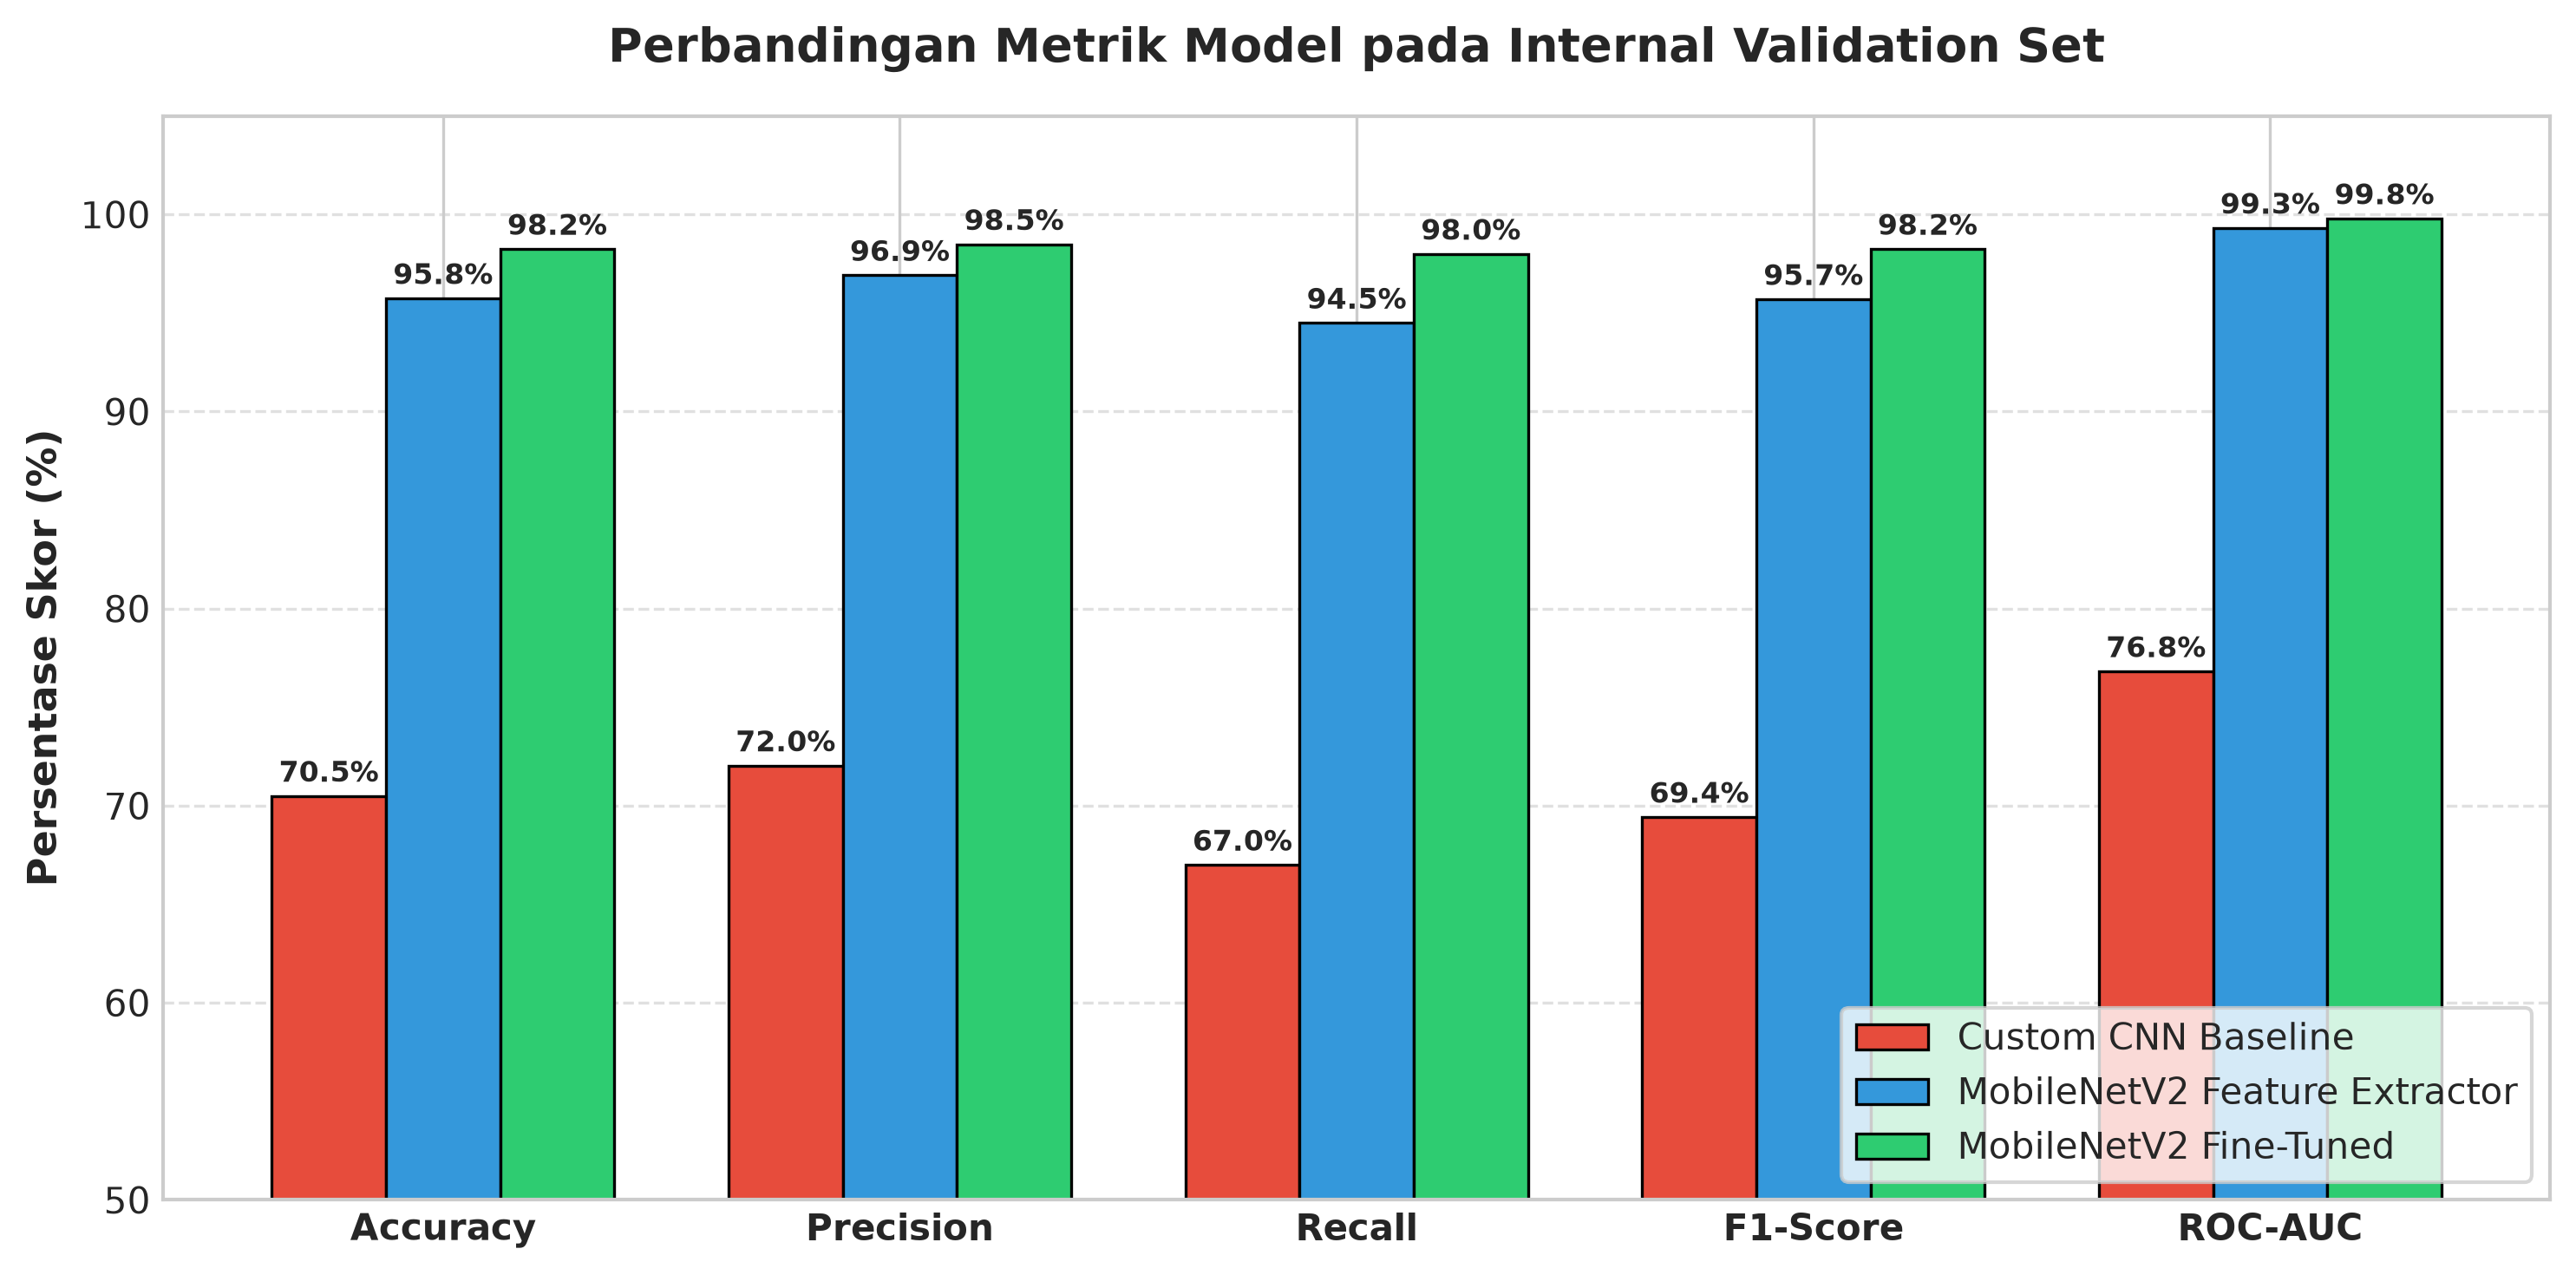 Perbandingan Metrik Model pada Internal Validation Set
Persentase Skor (%)
100
90
80
70
60
50
70.5%
95.8%
98.2%
72.0%
96.9%
98.5%
67.0%
94.5%
98.0%
69.4%
95.7%
98.2%
76.8%
99.3%
99.8%
Accuracy
Precision
Recall
F1-Score
ROC-AUC
Custom CNN Baseline
MobileNetV2 Feature Extractor
MobileNetV2 Fine-Tuned